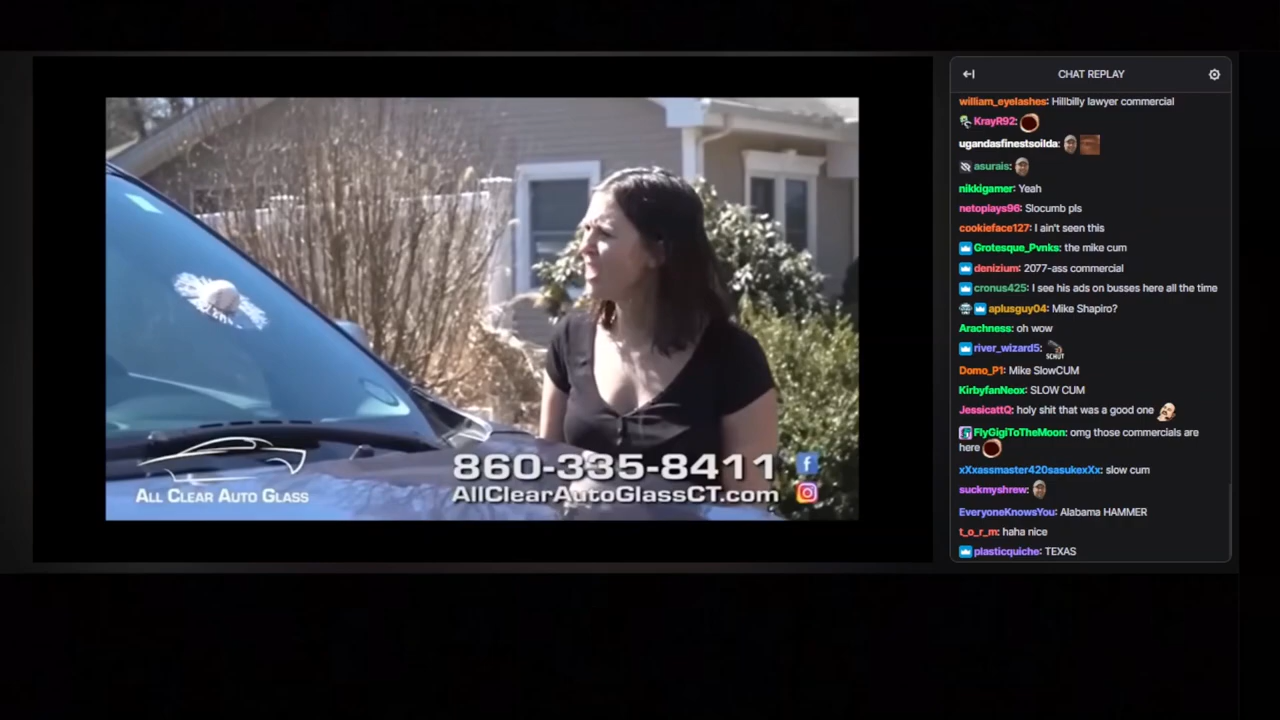 860-335-8411
ALL CLEAR AUTO GLASS
AllClearAutoGlassCT.com
CHAT REPLAY
william_eyelashes: Hillbilly lawyer commercial
KrayR92:
ugandasfinestsoilda:
asurais:
nikkigamer: Yeah
netoplays96: Slocumb pls
cookieface127: I ain't seen this
Grotesque_Pvnks: the mike cum
denizium: 2077-ass commercial
cronus425: I see his ads on busses here all the time
aplusguy04: Mike Shapiro?
Arachness: oh wow
river_wizard5:
SCHUT
Domo_P1: Mike SlowCUM
KirbyfanNeox: SLOW CUM
JessicattQ: holy shit that was a good one
FlyGigiToTheMoon: omg those commercials are
here
xXxassmaster420sasukexXx: slow cum
suckmyshrew:
EveryoneKnowsYou: Alabama HAMMER
t_o_r_m: haha nice
plasticquiche: TEXAS